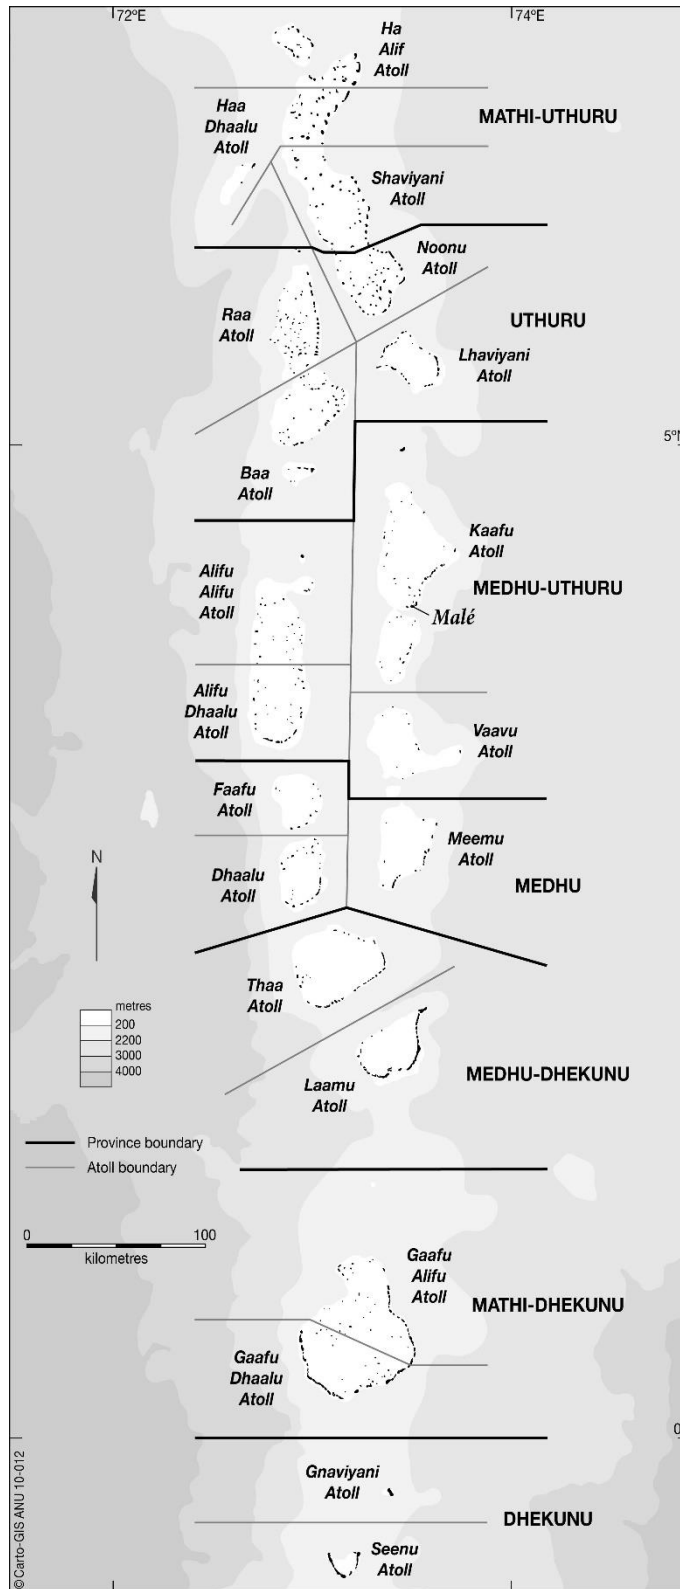 72ºE
74ºE
Ha
Alif
Atoll
Haa
Dhaalu
Atoll
MATHI-UTHURU
Shaviyani
Atoll
Noonu
Atoll
Raa
Atoll
UTHURU
Lhaviyani
Atoll
5ºN
Baa
Atoll
Kaafu
Atoll
Alifu
Alifu
Atoll
MEDHU-UTHURU
Malé
Alifu
Dhaalu
Atoll
Vaavu
Atoll
Faafu
Atoll
Meemu
Atoll
N
Dhaalu
Atoll
MEDHU
Thaa
Atoll
metres
200
2200
3000
4000
Laamu
Atoll
MEDHU-DHEKUNU
Province boundary
Atoll boundary
0 100
kilometres
Gaafu
Alifu
Atoll
MATHI-DHEKUNU
Gaafu
Dhaalu
Atoll
0
Gnaviyani
Atoll
DHEKUNU
Seenu
Atoll
© Carto-GIS ANU 10-012